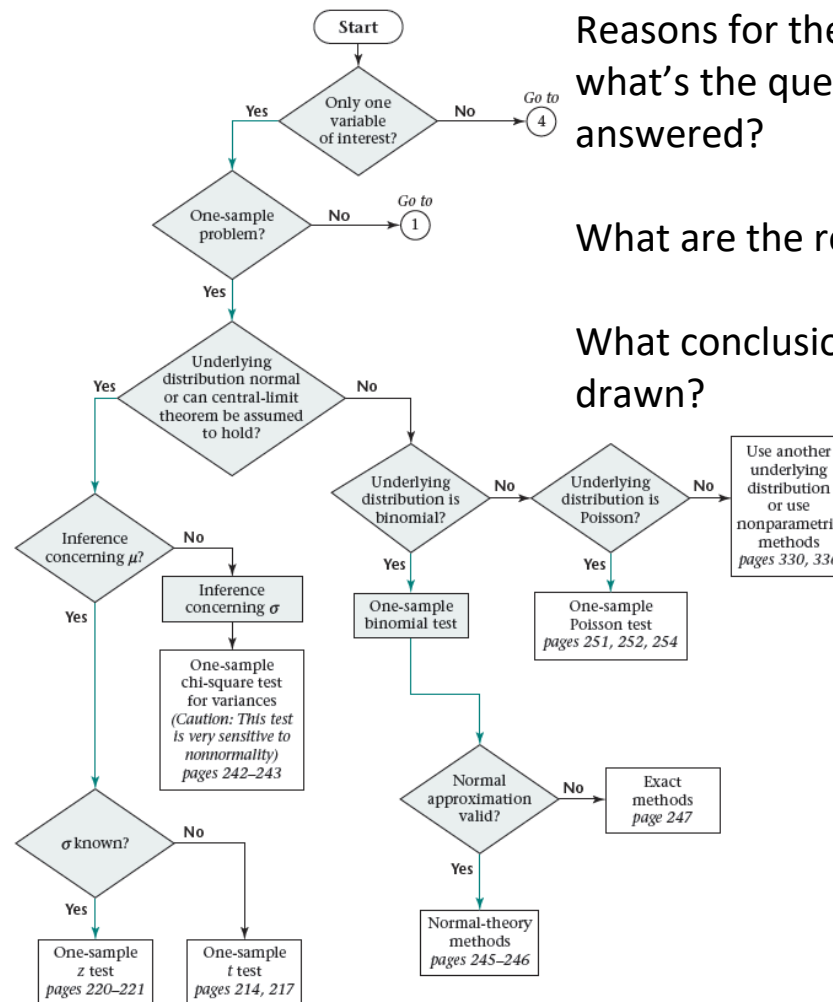 Start
Reasons for the
what's the que
answered?
Only one
variable
of interest?
Yes
No
Go to
4
One-sample
problem?
No
Go to
1
Yes
What are the r
What conclusio
drawn?
Underlying
distribution normal
or can central-limit
theorem be assumed
to hold?
Yes
No
Underlying
distribution is
binomial?
No
Underlying
distribution is
Poisson?
No
Use another
underlying
distribution
or use
nonparametri
methods
pages 330, 33
Inference
concerning μ?
No
Yes
Inference
concerning σ
Yes
One-sample
binomial test
Yes
One-sample
Poisson test
pages 251, 252, 254
One-sample
chi-square test
for variances
(Caution: This test
is very sensitive to
nonnormality)
pages 242–243
Normal
approximation
valid?
No
Exact
methods
page 247
σ known?
No
Yes
Yes
One-sample
z test
pages 220–221
One-sample
t test
pages 214, 217
Normal-theory
methods
pages 245–246